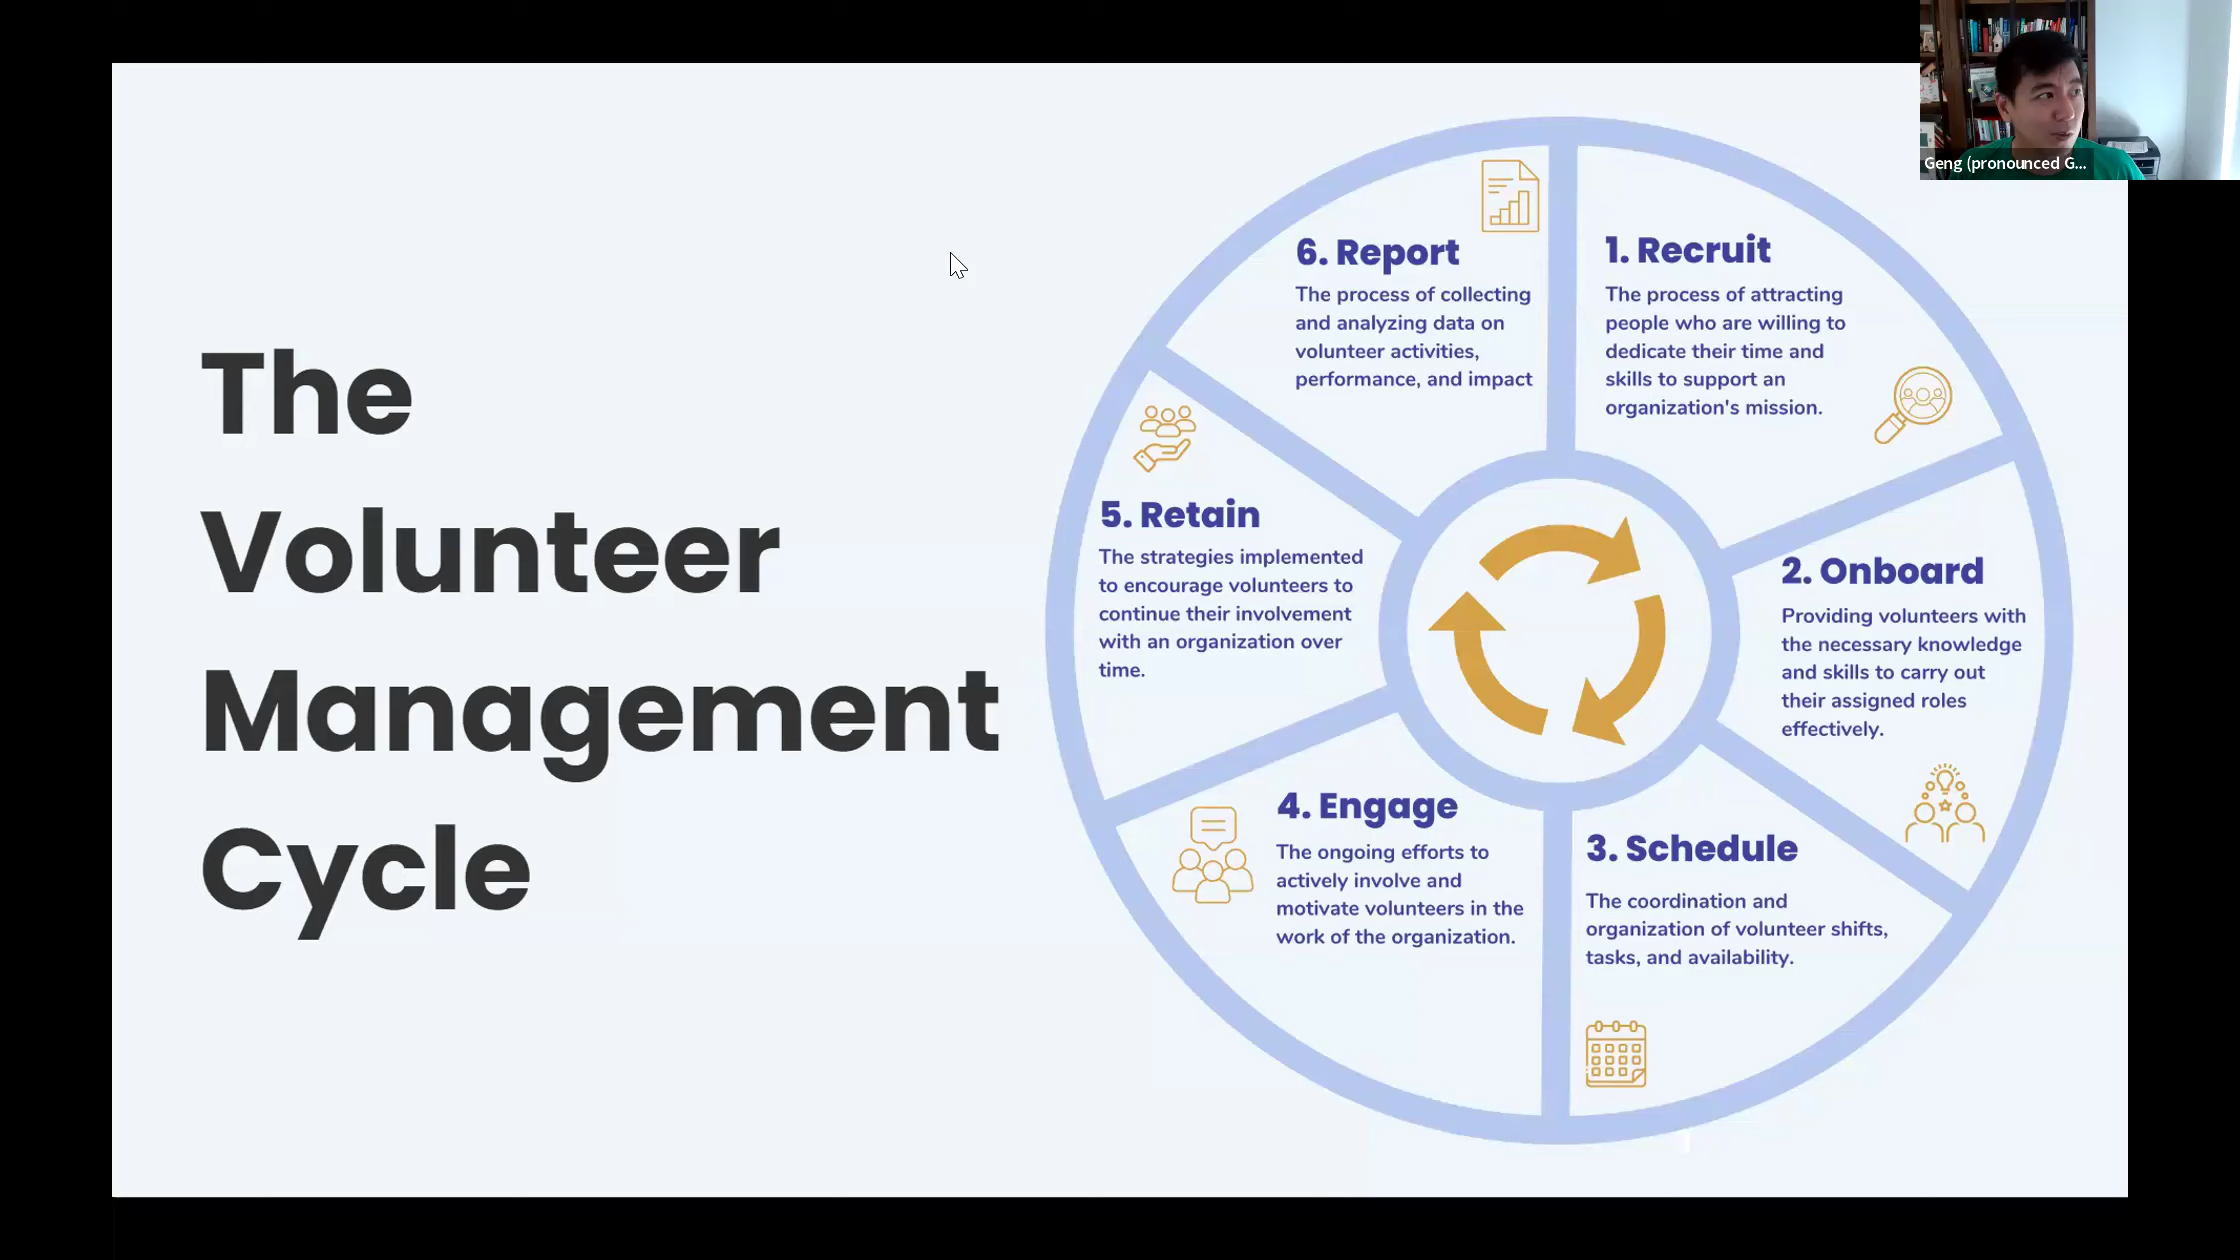 The
Volunteer
Management
Cycle
1. Recruit
The process of attracting
people who are willing to
dedicate their time and
skills to support an
organization's mission.
2. Onboard
Providing volunteers with
the necessary knowledge
and skills to carry out
their assigned roles
effectively.
3. Schedule
The coordination and
organization of volunteer shifts,
tasks, and availability.
4. Engage
The ongoing efforts to
actively involve and
motivate volunteers in the
work of the organization.
5. Retain
The strategies implemented
to encourage volunteers to
continue their involvement
with an organization over
time.
6. Report
The process of collecting
and analyzing data on
volunteer activities,
performance, and impact
Geng (pronounced G...